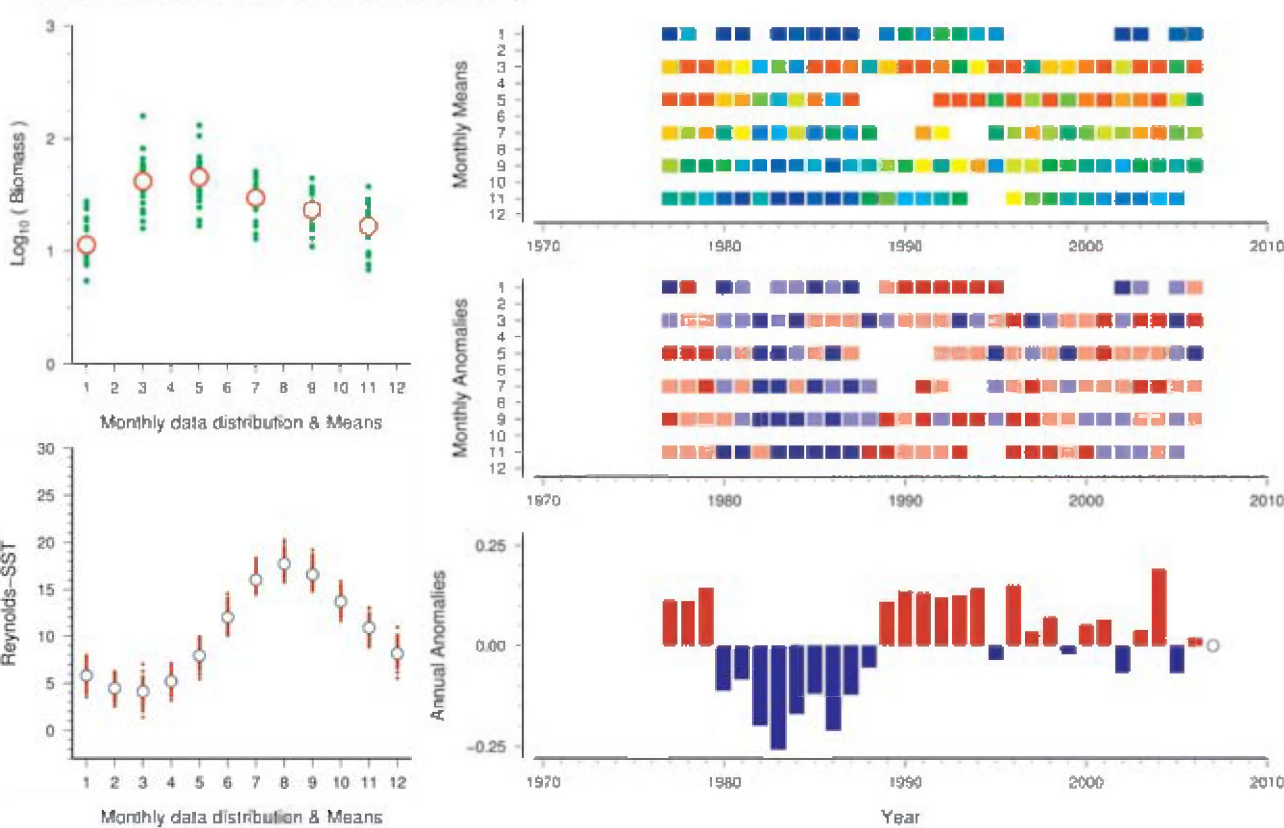 3
2
1
0
Log10 ( Biomass )
1 2 3 4 5 6 7 8 9 10 11 12
Monthly data distribution & Means
30
25
20
15
10
5
0
Reynolds-SST
1 2 3 4 5 6 7 8 9 10 11 12
Monthly data distribution & Means
Monthly Means
1
2
3
4
5
6
7
8
9
10
11
12
1970 1980 1990 2000 2010
Monthly Anomalies
1
2
3
4
5
6
7
8
9
10
11
12
1970 1980 1990 2000 2010
Annual Anomalies
0.25
0.00
-0.25
1970 1980 1990 2000 2010
Year